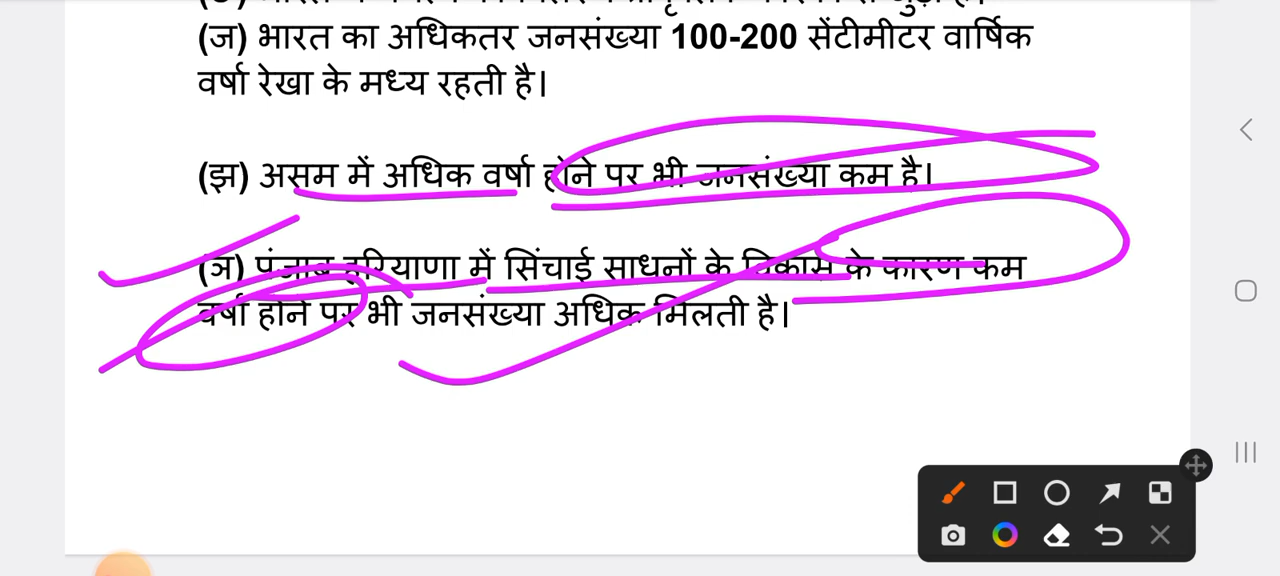 (ज) भारत का अधिकतर जनसंख्या 100-200 सेंटीमीटर वार्षिक
वर्षा रेखा के मध्य रहती है।
(झ) असम में अधिक वर्षा होने पर भी जनसंख्या कम है।
(ञ) पंजाब हरियाणा में सिंचाई साधनों के विकास के कारण कम
वर्षा होने पर भी जनसंख्या अधिक मिलती है।